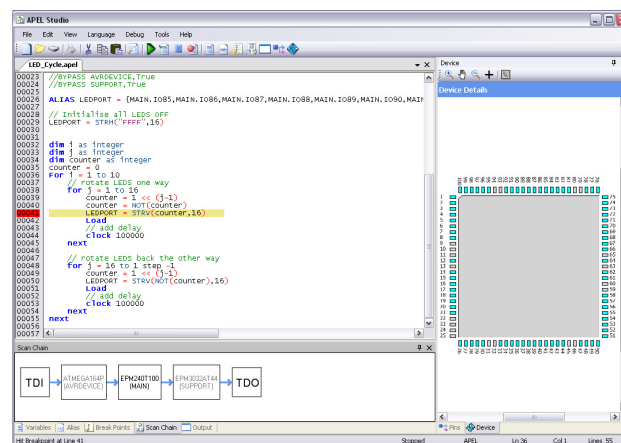 APEL Studio
File Edit View Language Debug Tools Help
LED_Cycle.apel
00023 //BYPASS AVRDEVICE,True
00024 //BYPASS SUPPORT,True
00025
00026 ALIAS LEDPORT = {MAIN.IO85,MAIN.IO86,MAIN.IO87,MAIN.IO88,MAIN.IO89,MAIN.IO90,MAIN
00027
00028 // Initialise all LEDS OFF
00029 LEDPORT = STRH("FFFF",16)
00030
00031
00032 dim i as integer
00033 dim j as integer
00034 dim counter as integer
00035 counter = 0
00036 For i = 1 to 10
00037 // rotate LEDS one way
00038 for j = 1 to 16
00039 counter = 1 << (j-1)
00040 counter = NOT(counter)
00041 LEDPORT = STRV(counter,16)
00042 Load
00043 // add delay
00044 clock 100000
00045 next
00046
00047 // rotate LEDS back the other way
00048 for j = 16 to 1 step -1
00049 counter = 1 << (j-1)
00050 LEDPORT = STRV(NOT(counter),16)
00051 Load
00052 // add delay
00053 clock 100000
00054 next
00055 next
00056
00057
Device
Device Details
Scan Chain
TDI
ATMEGA164P
(AVRDEVICE)
EPM240T100
(MAIN)
EPM3032AT44
(SUPPORT)
TDO
Variables Alias Break Points Scan Chain Output
Pins Device
Hit Breakpoint at Line 41 Stopped APEL Ln 36 Col 1 Lines 55